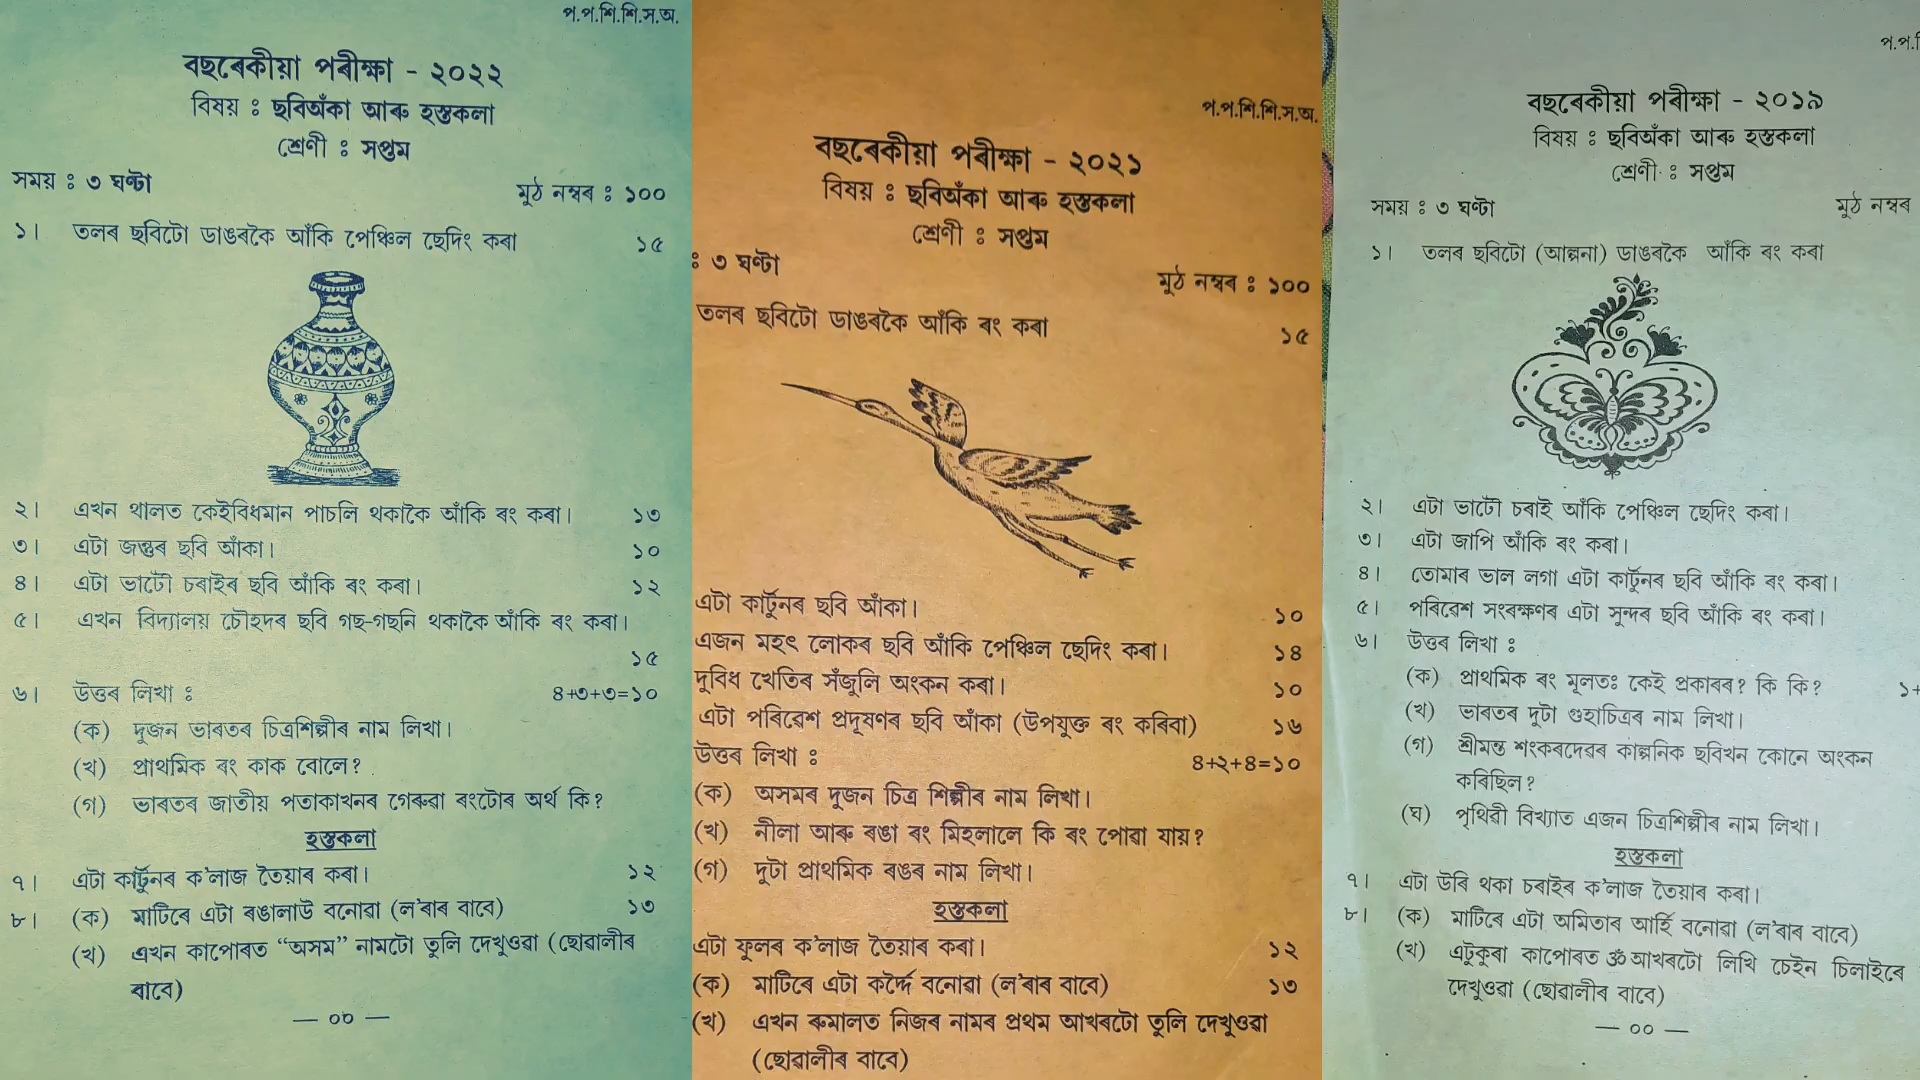 প.প.শি.শি.স.অ.
বছৰেকীয়া পৰীক্ষা - ২০২২
বিষয় ঃ ছবিঅঁকা আৰু হস্তকলা
শ্ৰেণী ঃ সপ্তম
সময় ঃ ৩ ঘণ্টা মুঠ নম্বৰ ঃ ১০০
১। তলৰ ছবিটো ডাঙৰকৈ আঁকি পেঞ্চিল ছেদিং কৰা ১৫
২। এখন থালত কেইবিধমান পাচলি থকাকৈ আঁকি ৰং কৰা। ১৩
৩। এটা জন্তুৰ ছবি আঁকা। ১০
৪। এটা ভাটৌ চৰাইৰ ছবি আঁকি ৰং কৰা। ১২
৫। এখন বিদ্যালয় চৌহদৰ ছবি গছ-গছনি থকাকৈ আঁকি ৰং কৰা।
১৫
৬। উত্তৰ লিখা ঃ ৪+৩+৩=১০
(ক) দুজন ভাৰতৰ চিত্ৰশিল্পীৰ নাম লিখা।
(খ) প্ৰাথমিক ৰং কাক বোলে?
(গ) ভাৰতৰ জাতীয় পতাকাখনৰ গেৰুৱা ৰংটোৰ অৰ্থ কি?
হস্তকলা
৭। এটা কাৰ্টুনৰ ক'লাজ তৈয়াৰ কৰা। ১২
৮। (ক) মাটিৰে এটা ৰঙালাউ বনোৱা (ল'ৰাৰ বাবে) ১৩
(খ) এখন কাপোৰত “অসম” নামটো তুলি দেখুওৱা (ছোৱালীৰ
বাবে)
— ০০ —
প.প.শি.শি.স.অ.
বছৰেকীয়া পৰীক্ষা - ২০২১
বিষয় ঃ ছবিঅঁকা আৰু হস্তকলা
শ্ৰেণী ঃ সপ্তম
ঃ ৩ ঘণ্টা মুঠ নম্বৰ ঃ ১০০
তলৰ ছবিটো ডাঙৰকৈ আঁকি ৰং কৰা ১৫
এটা কাৰ্টুনৰ ছবি আঁকা। ১০
এজন মহৎ লোকৰ ছবি আঁকি পেঞ্চিল ছেদিং কৰা। ১৪
দুবিধ খেতিৰ সঁজুলি অংকন কৰা। ১০
এটা পৰিৱেশ প্ৰদূষণৰ ছবি আঁকা (উপযুক্ত ৰং কৰিবা) ১৬
উত্তৰ লিখা ঃ ৪+২+৪=১০
(ক) অসমৰ দুজন চিত্ৰ শিল্পীৰ নাম লিখা।
(খ) নীলা আৰু ৰঙা ৰং মিহলালে কি ৰং পোৱা যায়?
(গ) দুটা প্ৰাথমিক ৰঙৰ নাম লিখা।
হস্তকলা
এটা ফুলৰ ক'লাজ তৈয়াৰ কৰা। ১২
(ক) মাটিৰে এটা কৰ্দৈ বনোৱা (ল'ৰাৰ বাবে) ১৩
(খ) এখন ৰুমালত নিজৰ নামৰ প্ৰথম আখৰটো তুলি দেখুওৱা
(ছোৱালীৰ বাবে)
প.প.
বছৰেকীয়া পৰীক্ষা - ২০১৯
বিষয় ঃ ছবিঅঁকা আৰু হস্তকলা
শ্ৰেণী ঃ সপ্তম
সময় ঃ ৩ ঘণ্টা মুঠ নম্বৰ
১। তলৰ ছবিটো (আল্পনা) ডাঙৰকৈ আঁকি ৰং কৰা
২। এটা ভাটৌ চৰাই আঁকি পেঞ্চিল ছেদিং কৰা।
৩। এটা জাপি আঁকি ৰং কৰা।
৪। তোমাৰ ভাল লগা এটা কাৰ্টুনৰ ছবি আঁকি ৰং কৰা।
৫। পৰিৱেশ সংৰক্ষণৰ এটা সুন্দৰ ছবি আঁকি ৰং কৰা।
৬। উত্তৰ লিখা ঃ
(ক) প্ৰাথমিক ৰং মূলতঃ কেই প্ৰকাৰৰ? কি কি? ১+
(খ) ভাৰতৰ দুটা গুহাচিত্ৰৰ নাম লিখা।
(গ) শ্ৰীমন্ত শংকৰদেৱৰ কাল্পনিক ছবিখন কোনে অংকন
কৰিছিল?
(ঘ) পৃথিৱী বিখ্যাত এজন চিত্ৰশিল্পীৰ নাম লিখা।
হস্তকলা
৭। এটা উৰি থকা চৰাইৰ ক'লাজ তৈয়াৰ কৰা।
৮। (ক) মাটিৰে এটা অমিতাৰ আৰ্হি বনোৱা (ল'ৰাৰ বাবে)
(খ) এটুকুৰা কাপোৰত ॐ আখৰটো লিখি চেইন চিলাইৰে
দেখুওৱা (ছোৱালীৰ বাবে)
— ০০ —